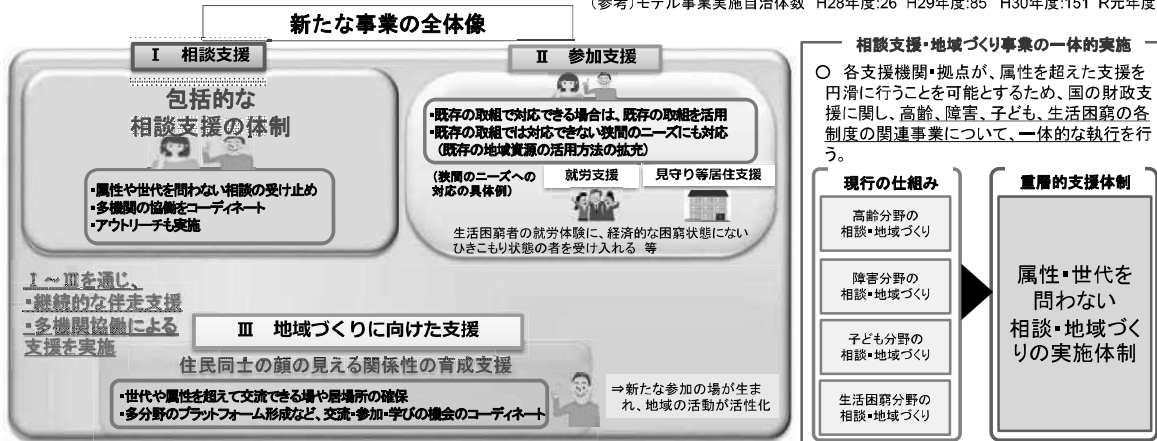 (参考)モデル事業実施自治体数 H28年度:26 H29年度:85 H30年度:151 R元年度
新たな事業の全体像
Ⅰ 相談支援
包括的な
相談支援の体制
・属性や世代を問わない相談の受け止め
・多機関の協働をコーディネート
・アウトリーチも実施
Ⅱ 参加支援
・既存の取組で対応できる場合は、既存の取組を活用
・既存の取組では対応できない狭間のニーズにも対応
(既存の地域資源の活用方法の拡充)
(狭間のニーズへの
対応の具体例)
就労支援
見守り等居住支援
生活困窮者の就労体験に、経済的な困窮状態にない
ひきこもり状態の者を受け入れる 等
Ⅰ~Ⅲを通じ、
・継続的な伴走支援
・多機関協働による
支援を実施
Ⅲ 地域づくりに向けた支援
住民同士の顔の見える関係性の育成支援
・世代や属性を超えて交流できる場や居場所の確保
・多分野のプラットフォーム形成など、交流・参加・学びの機会のコーディネート
⇒新たな参加の場が生ま
れ、地域の活動が活性化
相談支援・地域づくり事業の一体的実施
○ 各支援機関・拠点が、属性を超えた支援を
円滑に行うことを可能とするため、国の財政支
援に関し、高齢、障害、子ども、生活困窮の各
制度の関連事業について、一体的な執行を行
う。
現行の仕組み
高齢分野の
相談・地域づくり
障害分野の
相談・地域づくり
子ども分野の
相談・地域づくり
生活困窮分野の
相談・地域づくり
重層的支援体制
属性・世代を
問わない
相談・地域づく
りの実施体制